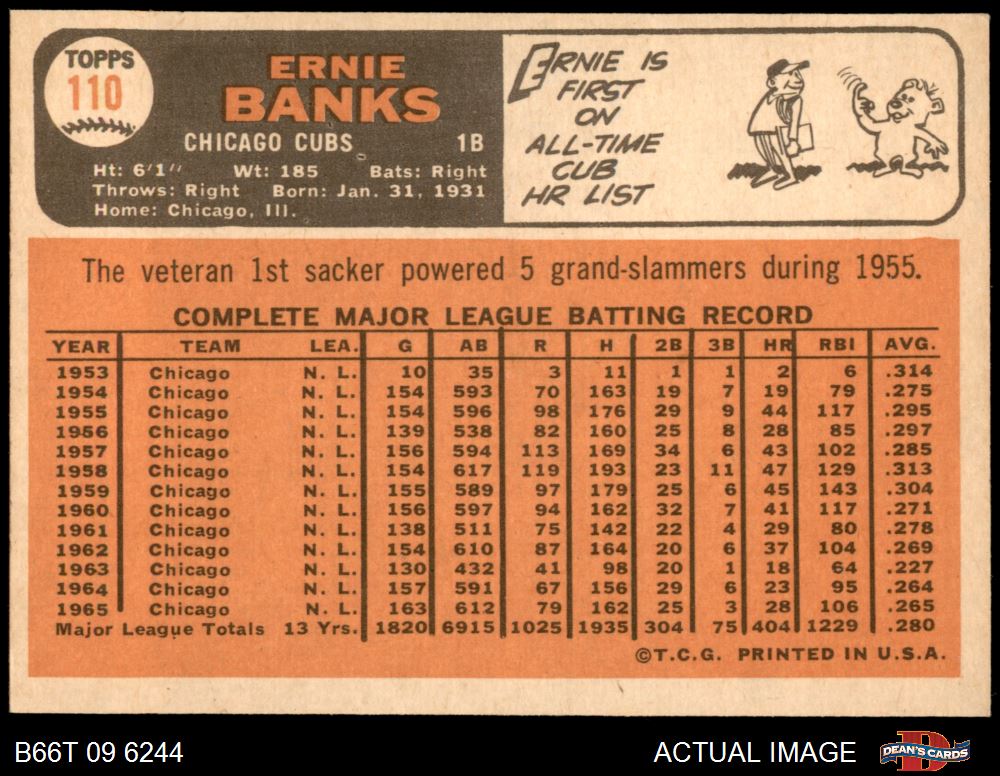 TOPPS
110
ERNIE
BANKS
CHICAGO CUBS 1B
Ht: 6'1" Wt: 185 Bats: Right
Throws: Right Born: Jan. 31, 1931
Home: Chicago, Ill.
ERNIE IS
FIRST
ON
ALL-TIME
CUB
HR LIST
The veteran 1st sacker powered 5 grand-slammers during 1955.
COMPLETE MAJOR LEAGUE BATTING RECORD
YEAR TEAM LEA. G AB R H 2B 3B HR RBI AVG.
1953 Chicago N. L. 10 35 3 11 1 1 2 6 .314
1954 Chicago N. L. 154 593 70 163 19 7 19 79 .275
1955 Chicago N. L. 154 596 98 176 29 9 44 117 .295
1956 Chicago N. L. 139 538 82 160 25 8 28 85 .297
1957 Chicago N. L. 156 594 113 169 34 6 43 102 .285
1958 Chicago N. L. 154 617 119 193 23 11 47 129 .313
1959 Chicago N. L. 155 589 97 179 25 6 45 143 .304
1960 Chicago N. L. 156 597 94 162 32 7 41 117 .271
1961 Chicago N. L. 138 511 75 142 22 4 29 80 .278
1962 Chicago N. L. 154 610 87 164 20 6 37 104 .269
1963 Chicago N. L. 130 432 41 98 20 1 18 64 .227
1964 Chicago N. L. 157 591 67 156 29 6 23 95 .264
1965 Chicago N. L. 163 612 79 162 25 3 28 106 .265
Major League Totals 13 Yrs. 1820 6915 1025 1935 304 75 404 1229 .280
©T.C.G. PRINTED IN U.S.A.
B66T 09 6244 ACTUAL IMAGE DEAN'S CARDS